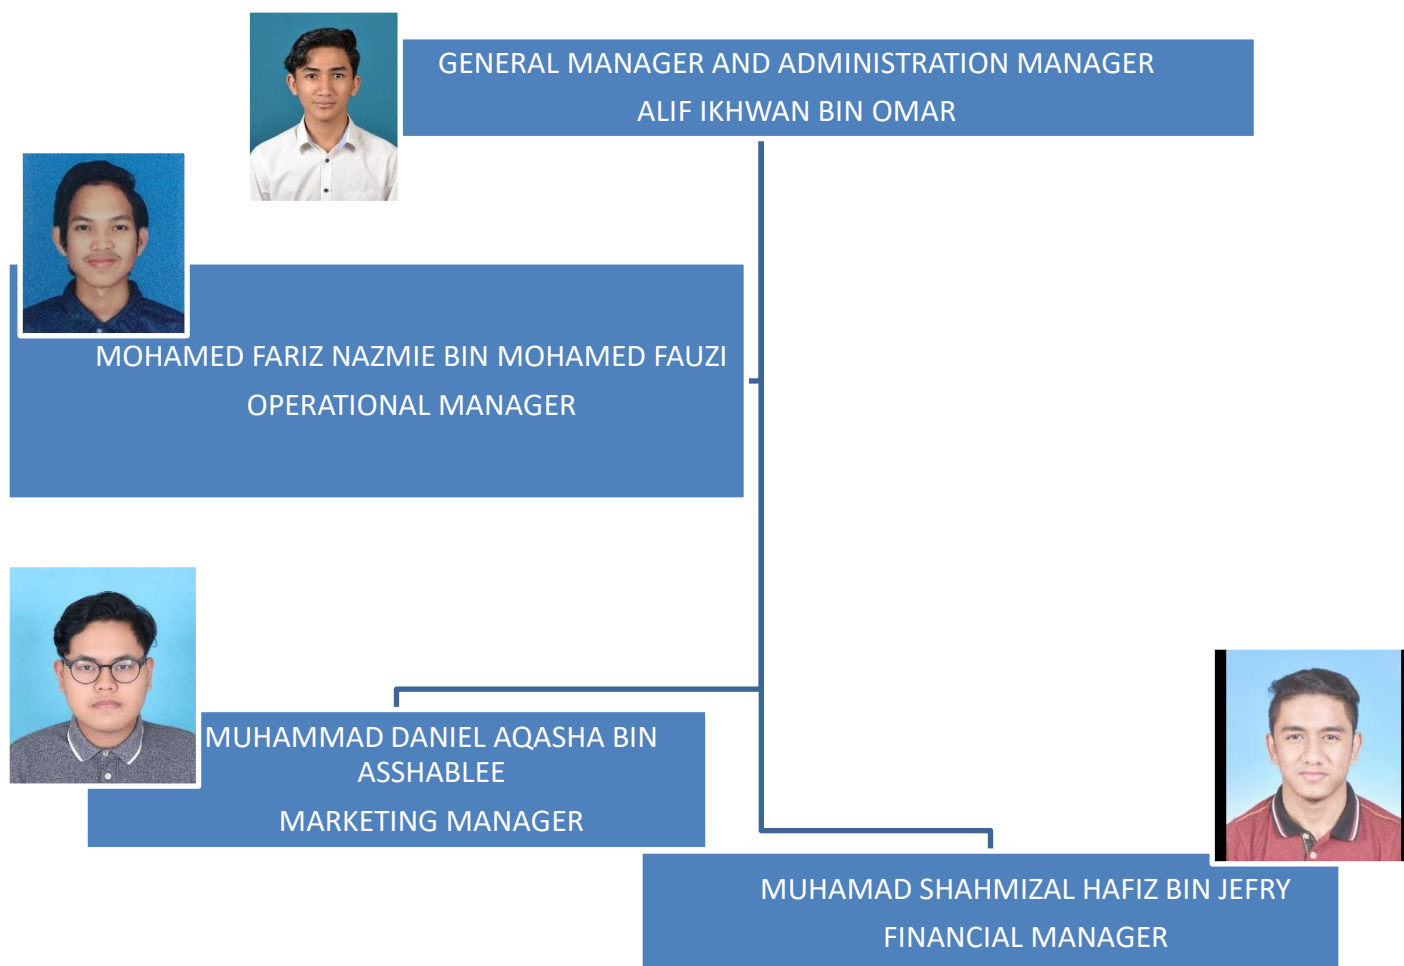 GENERAL MANAGER AND ADMINISTRATION MANAGER
ALIF IKHWAN BIN OMAR
MOHAMED FARIZ NAZMIE BIN MOHAMED FAUZI
OPERATIONAL MANAGER
MUHAMMAD DANIEL AQASHA BIN
ASSHABLEE
MARKETING MANAGER
MUHAMAD SHAHMIZAL HAFIZ BIN JEFRY
FINANCIAL MANAGER